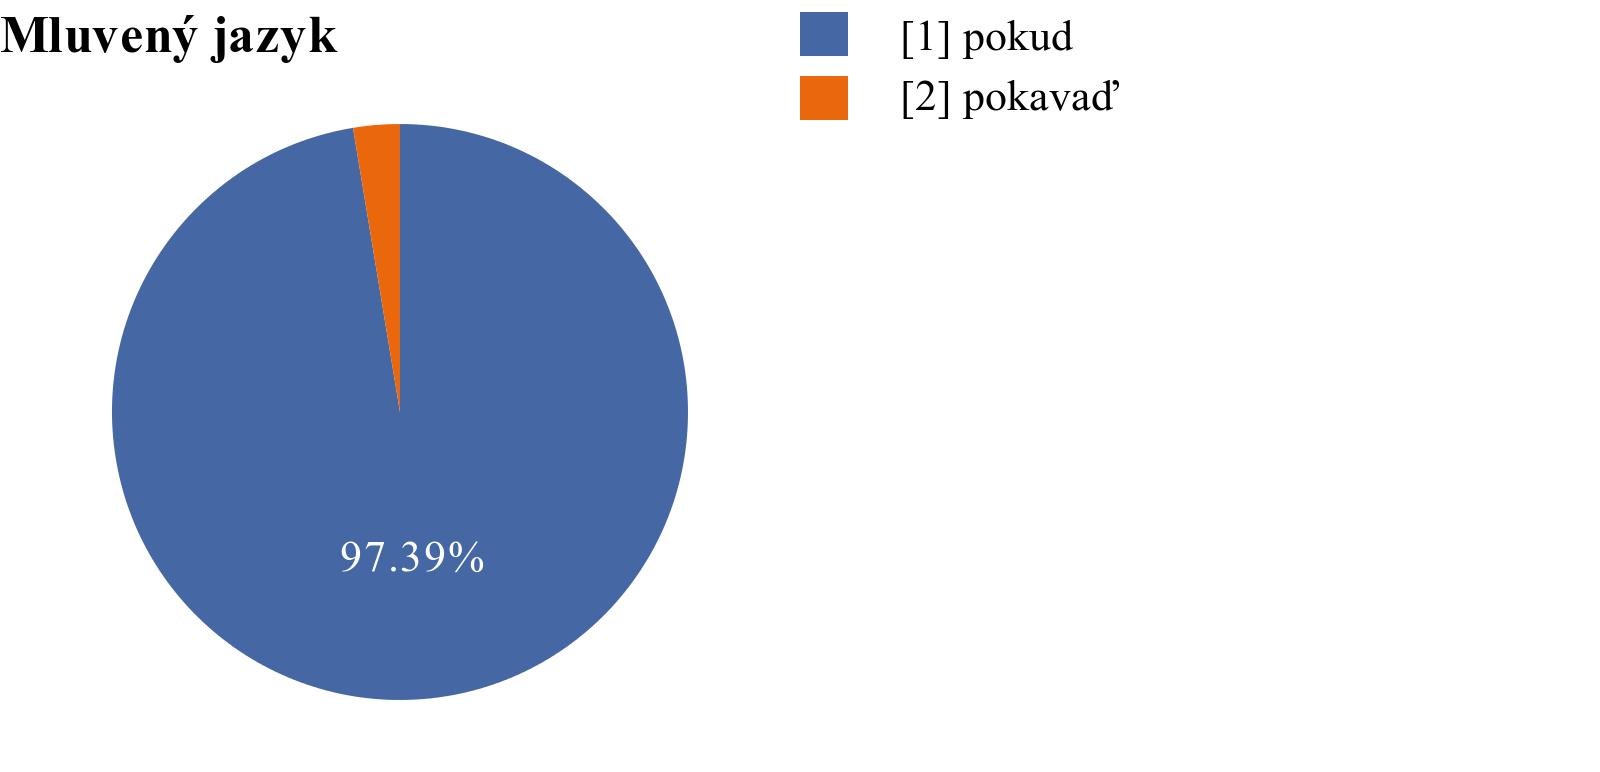 Mluvený jazyk
[1] pokud
[2] pokavaď
97.39%